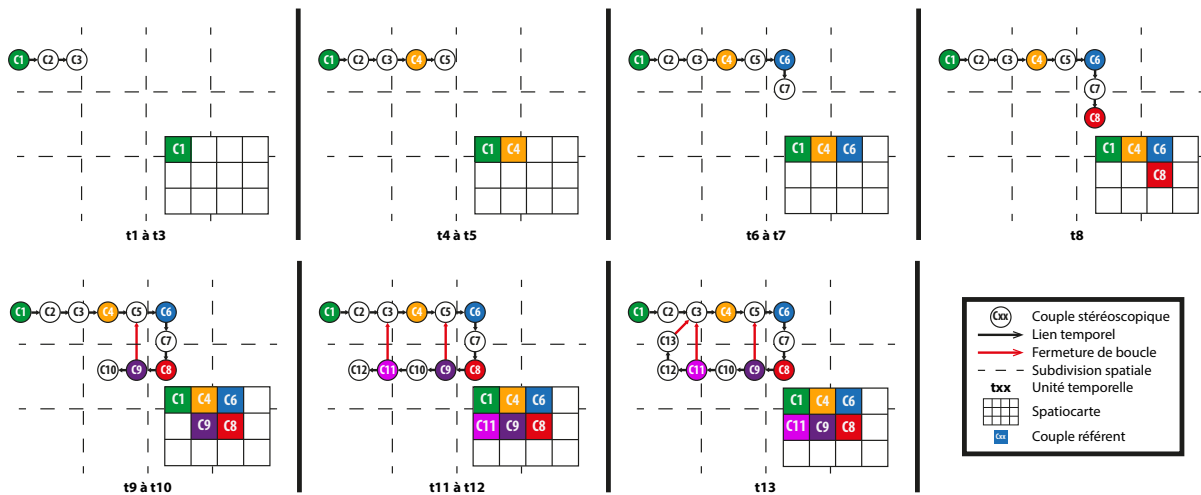 C1 C2 C3
C1
t1 à t3
C1 C2 C3 C4 C5
C1 C4
t4 à t5
C1 C2 C3 C4 C5 C6
C7
C1 C4 C6
t6 à t7
C1 C2 C3 C4 C5 C6
C7
C8
C1 C4 C6
C8
t8
C1 C2 C3 C4 C5 C6
C7
C10 C9 C8
C1 C4 C6
C9 C8
t9 à t10
C1 C2 C3 C4 C5 C6
C7
C12 C11 C10 C9 C8
C1 C4 C6
C11 C9 C8
t11 à t12
C1 C2 C3 C4 C5 C6
C13 C7
C12 C11 C10 C9 C8
C1 C4 C6
C11 C9 C8
t13
Cxx Couple stéréoscopique
Lien temporel
Fermeture de boucle
Subdivision spatiale
txx Unité temporelle
Spatiocarte
Cxx Couple référent